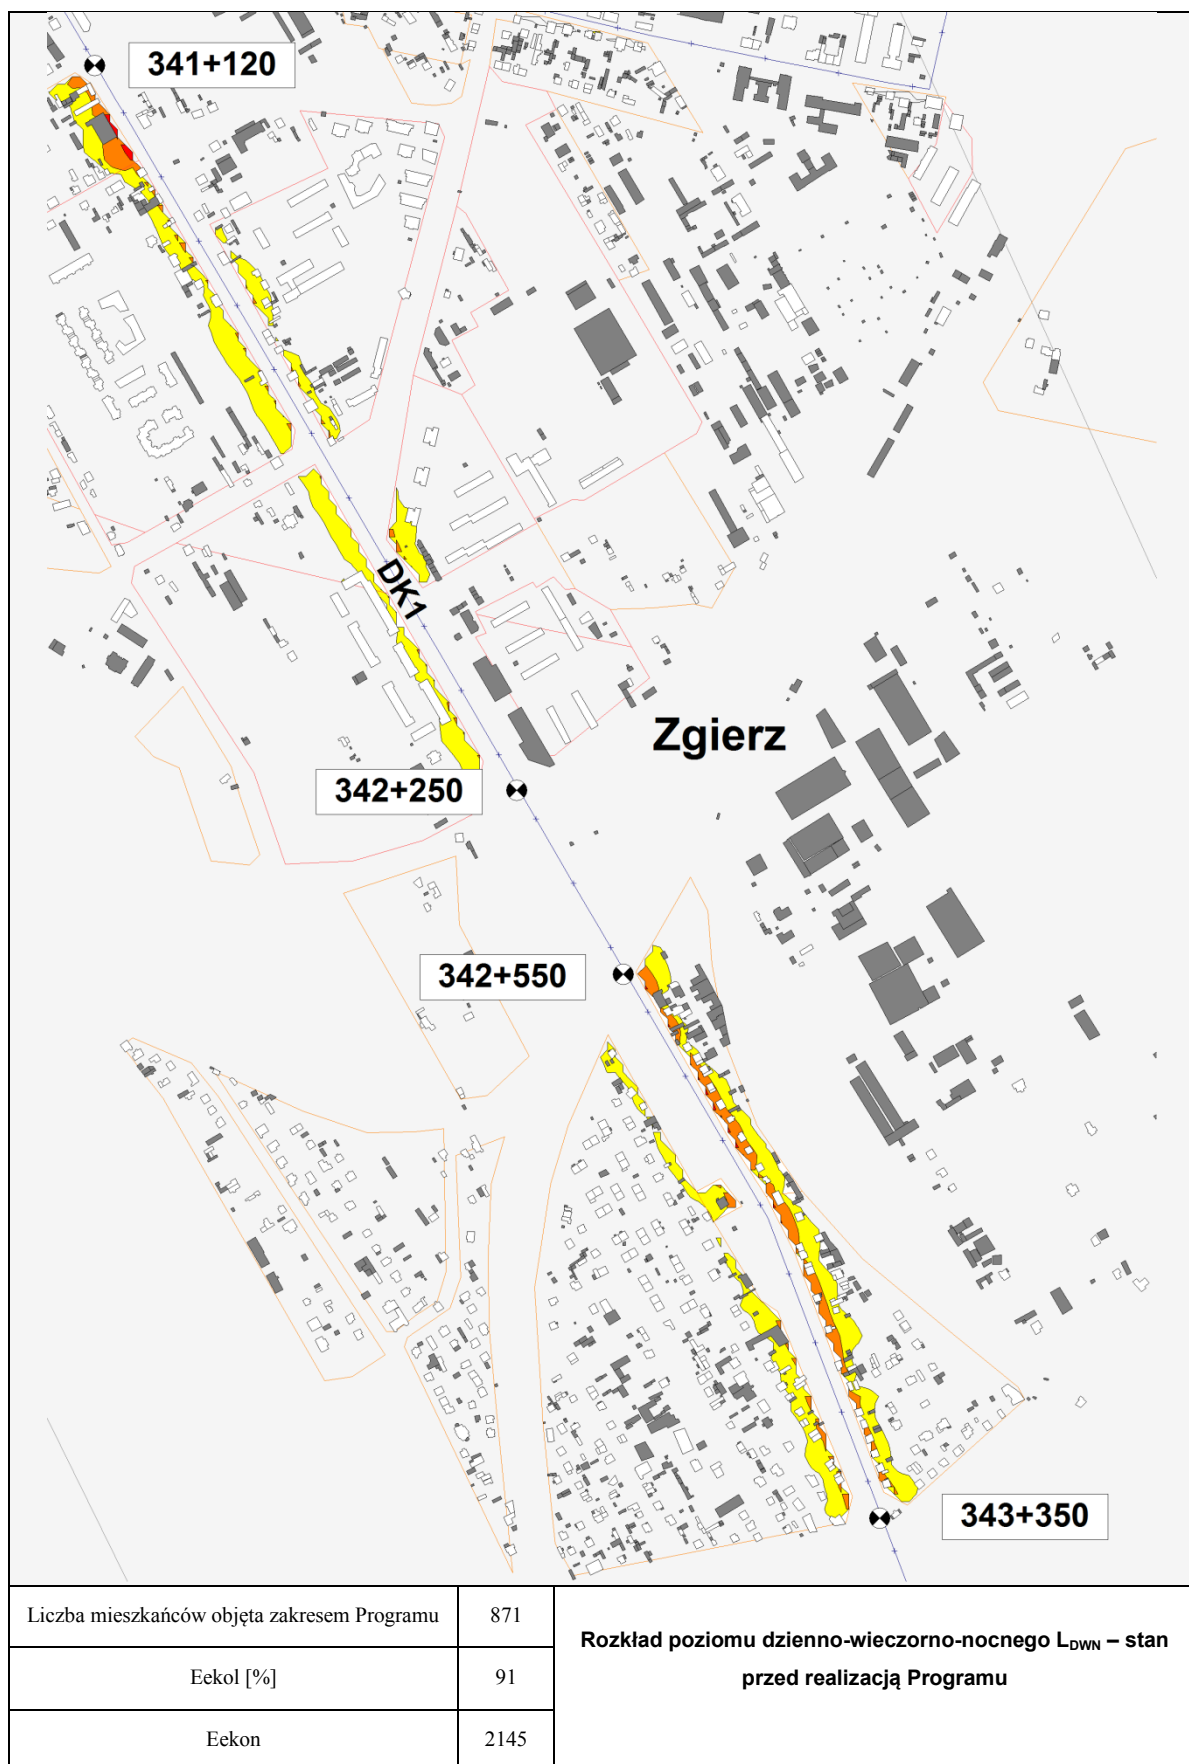 341+120
DK1
Zgierz
342+250
342+550
343+350
Liczba mieszkańców objęta zakresem Programu 871
Eekol [%] 91
Eekon 2145
Rozkład poziomu dzienno-wieczorno-nocnego LDWN – stan
przed realizacją Programu